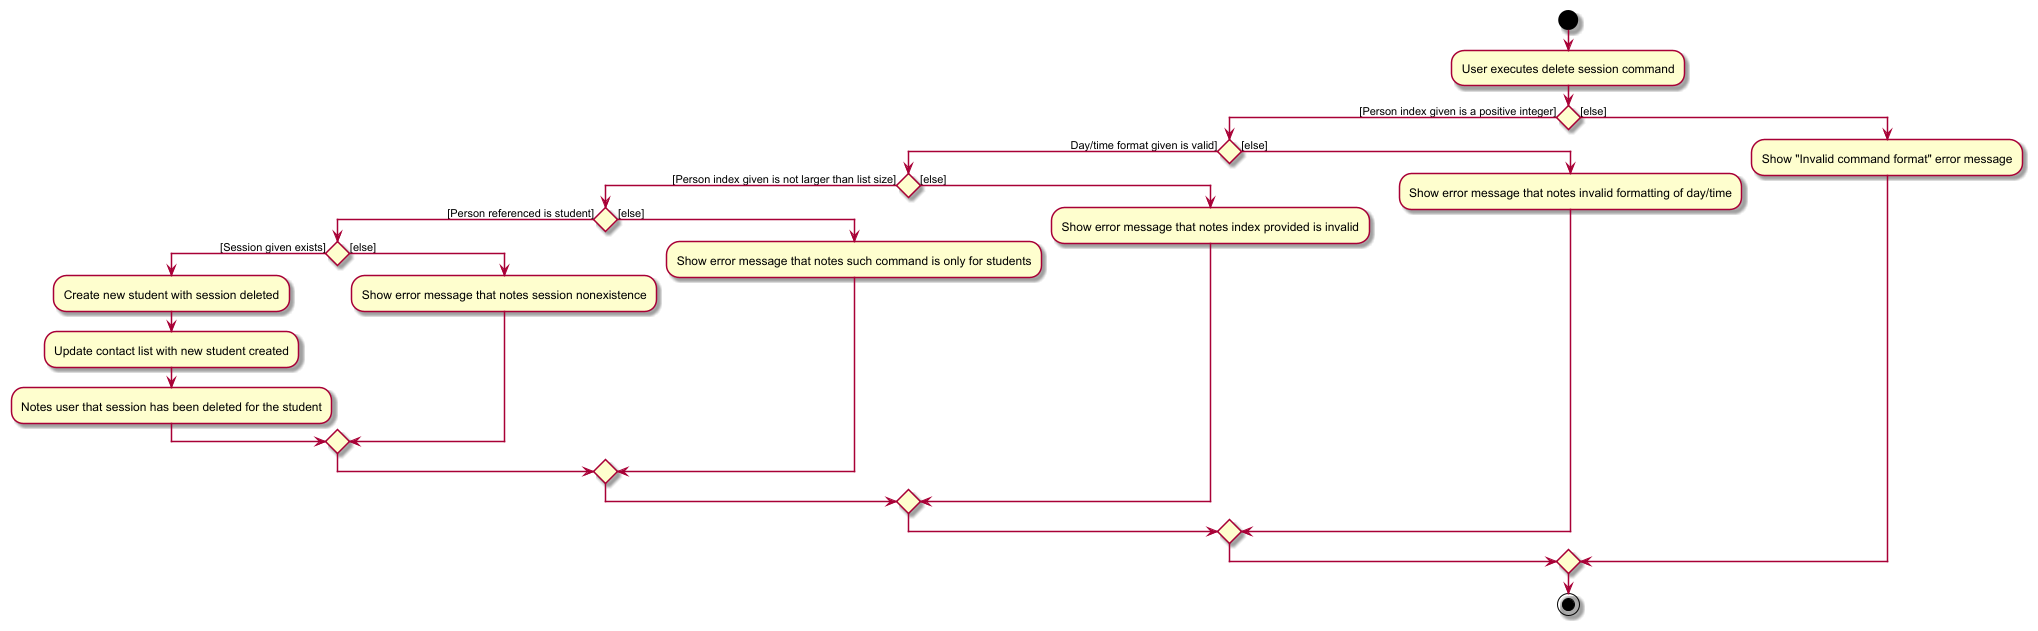 User executes delete session command
[Person index given is a positive integer]
[else]
Day/time format given is valid]
[else]
Show "Invalid command format" error message
[Person index given is not larger than list size]
[else]
Show error message that notes invalid formatting of day/time
[Person referenced is student]
[else]
Show error message that notes index provided is invalid
[Session given exists]
[else]
Show error message that notes such command is only for students
Create new student with session deleted
Show error message that notes session nonexistence
Update contact list with new student created
Notes user that session has been deleted for the student